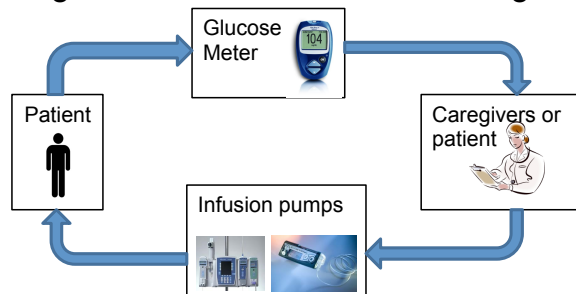 Glucose
Meter
104
Patient
Caregivers or
patient
Infusion pumps